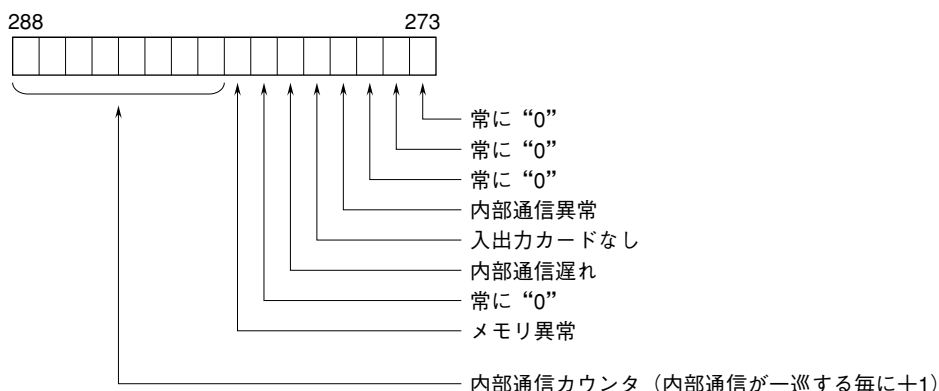 288 273
常に “0”
常に “0”
常に “0”
内部通信異常
入出力カードなし
内部通信遅れ
常に “0”
メモリ異常
内部通信カウンタ（内部通信が一巡する毎に＋1）